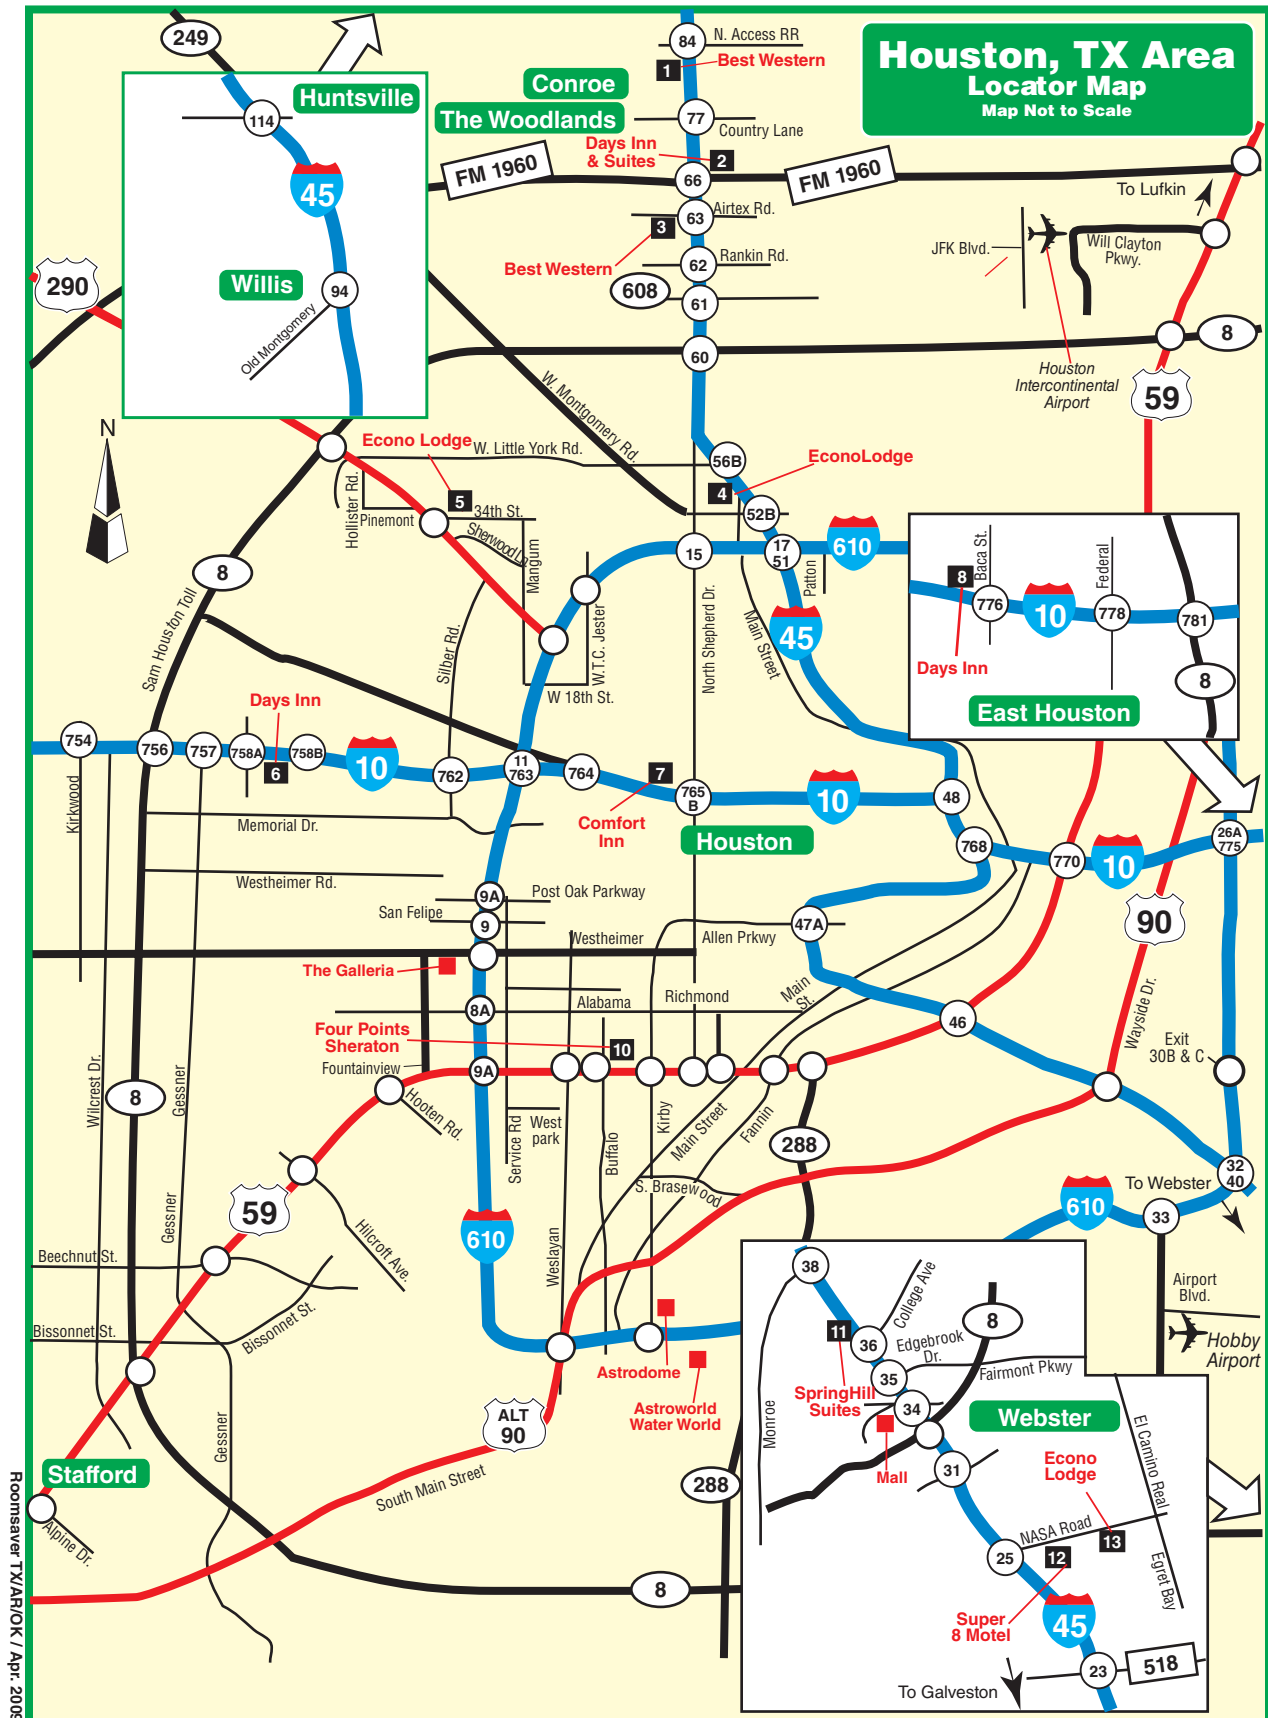 Houston, TX Area
Locator Map
Map Not to Scale
249
84
N. Access RR
1
Best Western
Conroe
Huntsville
114
The Woodlands
77
Country Lane
Days Inn
& Suites
2
FM 1960
66
FM 1960
To Lufkin
45
63
Airtex Rd.
3
JFK Blvd.
Will Clayton
Pkwy.
Best Western
62
Rankin Rd.
290
Willis
94
608
61
Old Montgomery
60
8
Houston
Intercontinental
Airport
59
W. Montgomery Rd.
N
Econo Lodge
W. Little York Rd.
56B
EconoLodge
4
Hollister Rd.
5
Pinemont
34th St.
52B
Sherwood Ln.
Mangum
15
17
51
610
Patton
8
Sam Houston Toll
Silber Rd.
W.T.C. Jester
North Shepherd Dr.
Main Street
45
W 18th St.
8
Baca St.
Federal
776
10
778
781
Days Inn
8
East Houston
Days Inn
754
756
757
758A
758B
6
10
762
11
763
764
7
765
B
10
48
Comfort
Inn
Houston
Kirkwood
Memorial Dr.
768
770
10
26A
775
Westheimer Rd.
9A
Post Oak Parkway
San Felipe
9
Westheimer
Allen Prkwy
47A
90
The Galleria
Alabama
Richmond
Main
St.
8A
46
Wayside Dr.
Four Points
Sheraton
10
Fountainview
9A
Exit
30B & C
Wilcrest Dr.
8
Gessner
Hooten Rd.
Service Rd
West
park
Buffalo
Kirby
Main Street
Fannin
288
S. Brasewood
32
40
To Webster
610
33
59
Gessner
Hilcroft Ave.
610
Weslayan
Beechnut St.
Bissonnet St.
Bissonnet St.
Airport
Blvd.
Hobby
Airport
38
College Ave
8
11
36
Edgebrook
Dr.
Fairmont Pkwy
35
SpringHill
Suites
34
Webster
Mall
Monroe
31
Astrodome
Astroworld
Water World
ALT
90
Gessner
South Main Street
288
Stafford
Alpine Dr.
Econo
Lodge
El Camino Real
NASA Road
13
25
12
Egret Bay
Super
8 Motel
45
8
23
518
To Galveston
Roomsaver TX/AR/OK / Apr. 2009